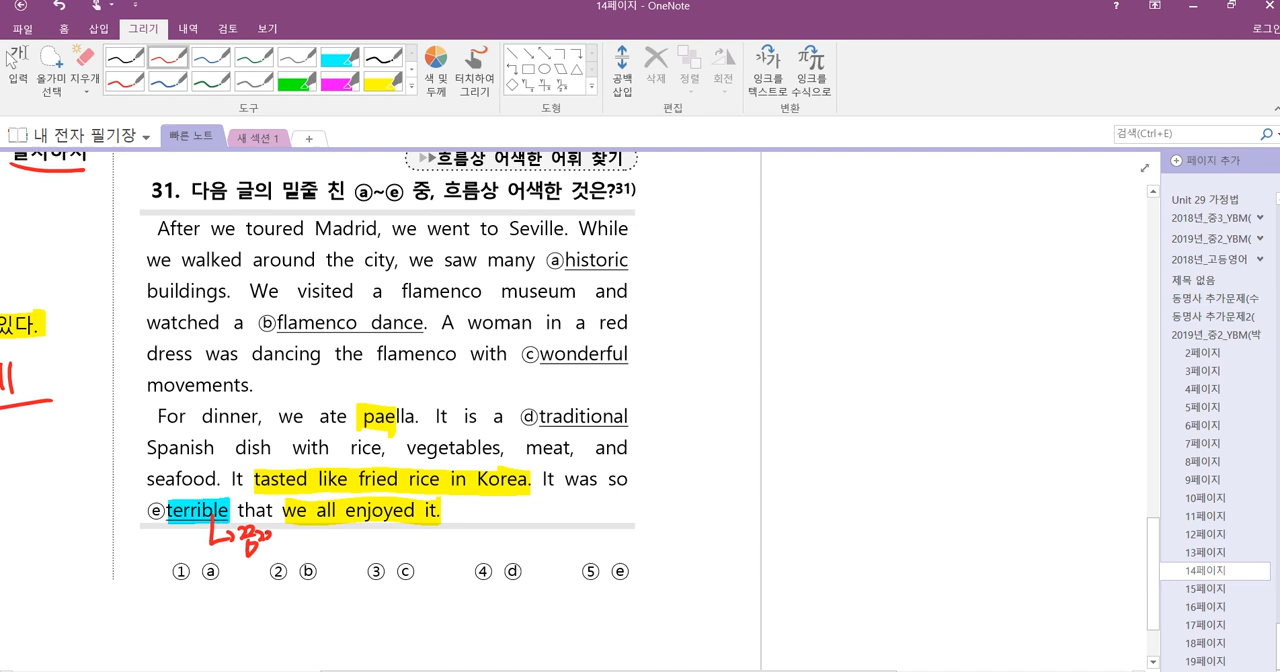 14페이지 - OneNote
?
파일 홈 삽입 그리기 내역 검토 보기
로그인
입력 올가미 선택 지우개
색 및 두께 터치하여 그리기
공백 삽입 삭제 정렬 회전
잉크를 텍스트로 잉크를 수식으로
도구 도형 편집 변환
내 전자 필기장 빠른 노트 새 섹션 1 +
검색(Ctrl+E)
페이지 추가
▶▶흐름상 어색한 어휘 찾기
31. 다음 글의 밑줄 친 ⓐ~ⓔ 중, 흐름상 어색한 것은?31)
After we toured Madrid, we went to Seville. While
we walked around the city, we saw many ⓐhistoric
buildings. We visited a flamenco museum and
watched a ⓑflamenco dance. A woman in a red
dress was dancing the flamenco with ⓒwonderful
movements.
For dinner, we ate paella. It is a ⓓtraditional
Spanish dish with rice, vegetables, meat, and
seafood. It tasted like fried rice in Korea. It was so
ⓔterrible that we all enjoyed it.
① ⓐ ② ⓑ ③ ⓒ ④ ⓓ ⑤ ⓔ
있다.
Unit 29 가정법
2018년_중3_YBM(
2019년_중2_YBM(
2018년_고등영어
제목 없음
동명사 추가문제(수
동명사 추가문제2(
2019년_중2_YBM(박
2페이지
3페이지
4페이지
5페이지
6페이지
7페이지
8페이지
9페이지
10페이지
11페이지
12페이지
13페이지
14페이지
15페이지
16페이지
17페이지
18페이지
19페이지